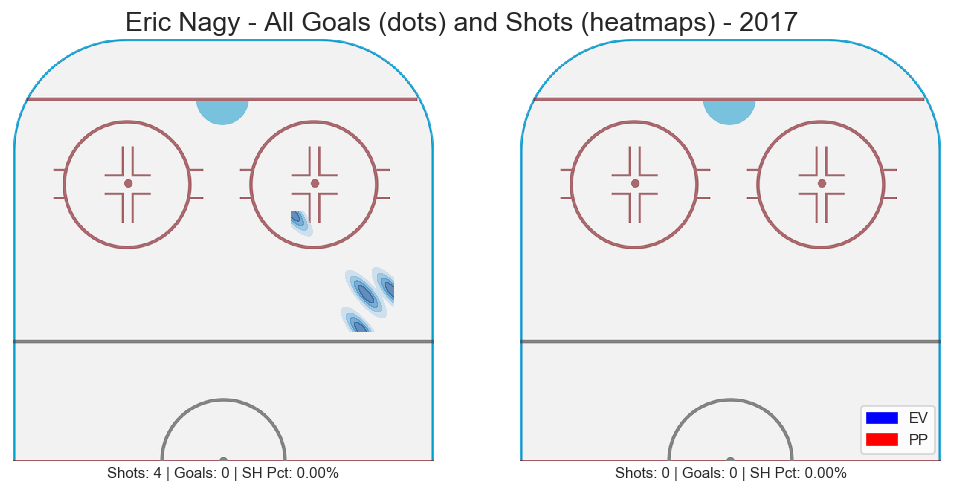 Eric Nagy - All Goals (dots) and Shots (heatmaps) - 2017
EV
PP
Shots: 4 | Goals: 0 | SH Pct: 0.00%
Shots: 0 | Goals: 0 | SH Pct: 0.00%